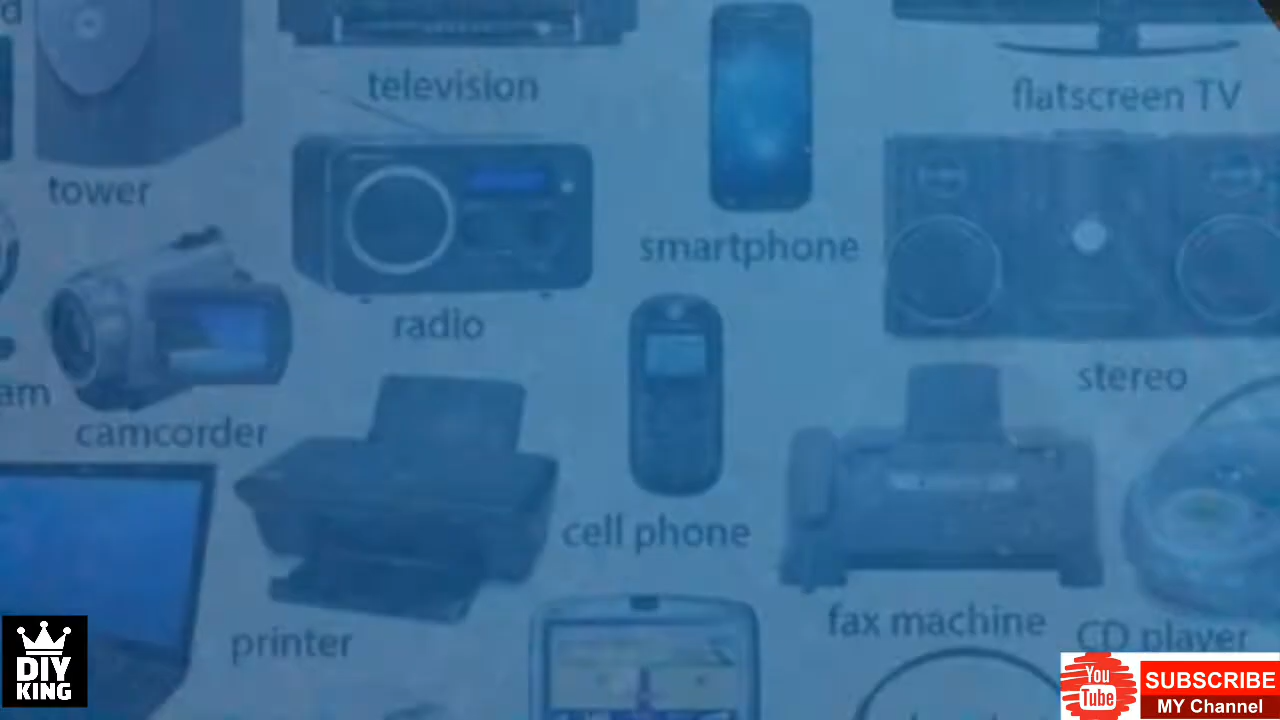 television
flatscreen TV
tower
smartphone
radio
stereo
am
camcorder
cell phone
fax machine
CD player
printer
DIY
KING
You
Tube
SUBSCRIBE
MY Channel